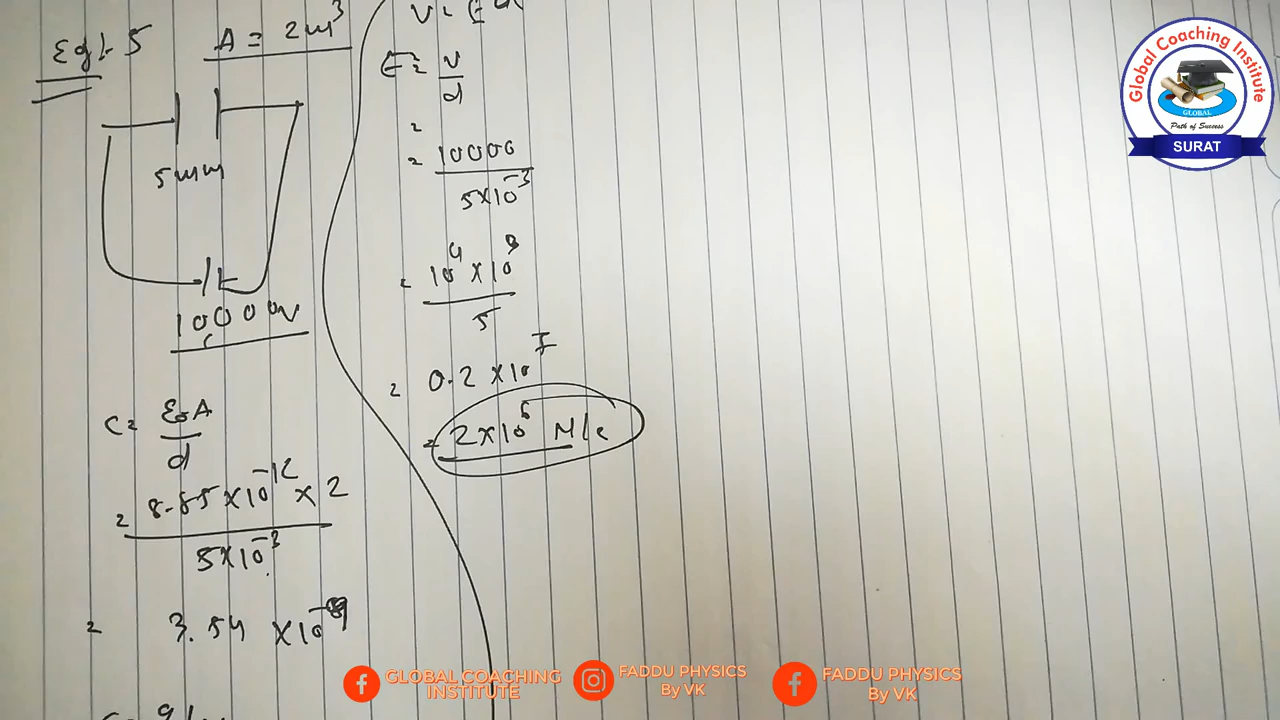 Eg1.5 A = 2m³
5mm
10000V
C = ε₀A
d
= 8.85×10⁻¹² × 2
5×10⁻³
= 3.54 ×10⁻⁹
E = V
d
=
= 10000
5×10⁻³
= 10⁴×10³
5
= 0.2 ×10⁷
= 2×10⁶ N/c
Global Coaching Institute
GLOBAL
Path of Success
SURAT
GLOBAL COACHING
INSTITUTE
FADDU PHYSICS
By VK
FADDU PHYSICS
By VK